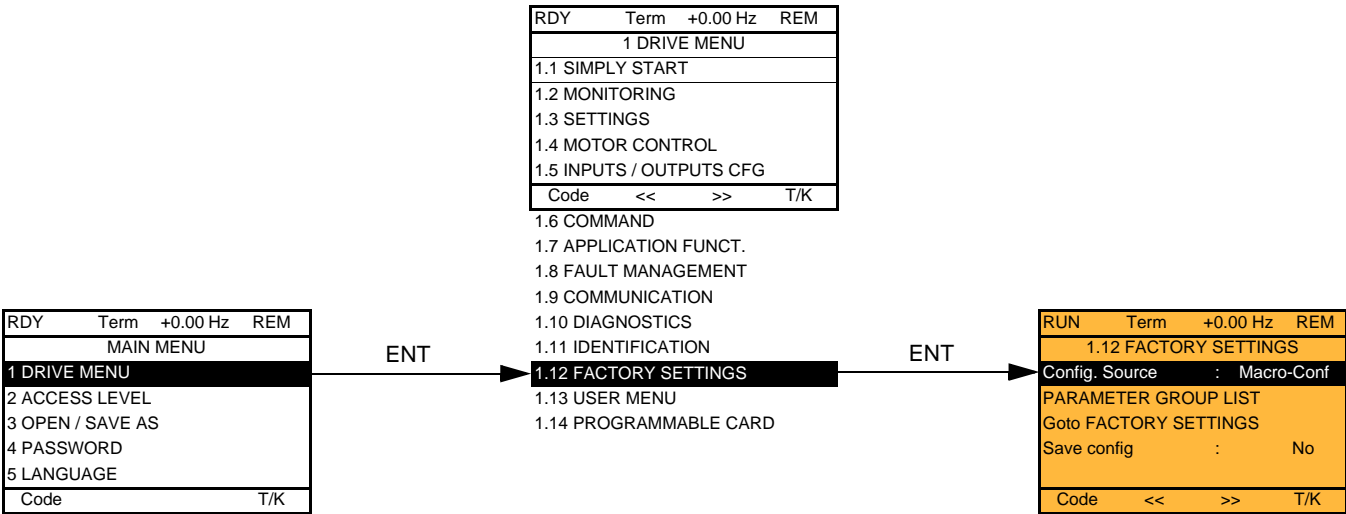 RDY Term +0.00 Hz REM
1 DRIVE MENU
1.1 SIMPLY START
1.2 MONITORING
1.3 SETTINGS
1.4 MOTOR CONTROL
1.5 INPUTS / OUTPUTS CFG
Code << >> T/K
1.6 COMMAND
1.7 APPLICATION FUNCT.
1.8 FAULT MANAGEMENT
1.9 COMMUNICATION
1.10 DIAGNOSTICS
1.11 IDENTIFICATION
1.12 FACTORY SETTINGS
1.13 USER MENU
1.14 PROGRAMMABLE CARD
RDY Term +0.00 Hz REM
MAIN MENU
1 DRIVE MENU
2 ACCESS LEVEL
3 OPEN / SAVE AS
4 PASSWORD
5 LANGUAGE
Code T/K
ENT
ENT
RUN Term +0.00 Hz REM
1.12 FACTORY SETTINGS
Config. Source : Macro-Conf
PARAMETER GROUP LIST
Goto FACTORY SETTINGS
Save config : No
Code << >> T/K